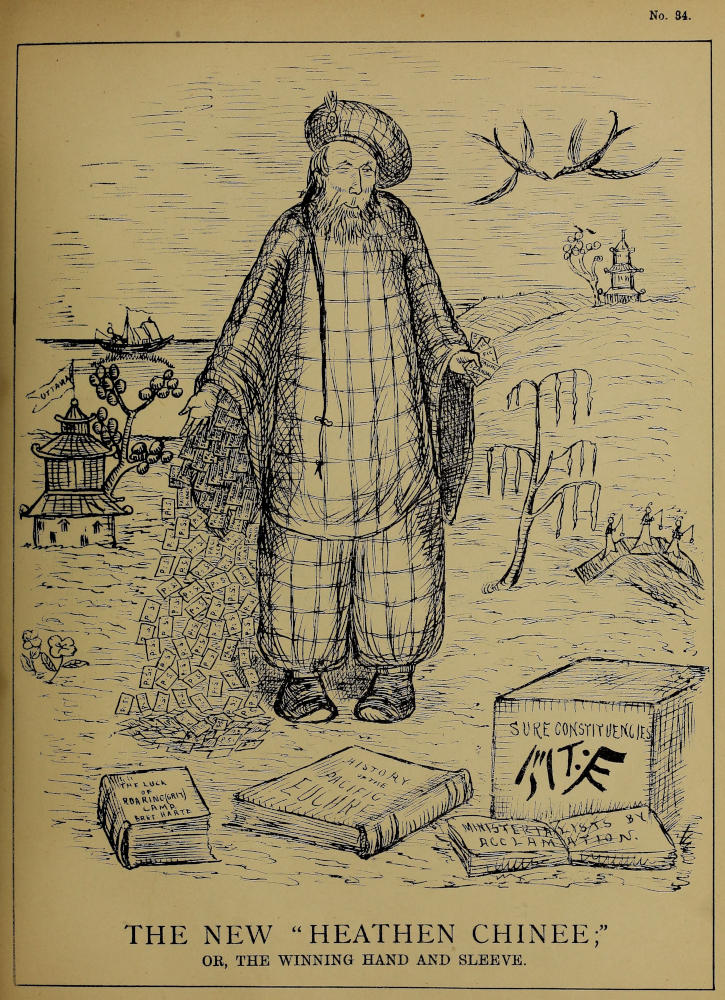 No. 34.
OTTAWA
SURE CONSTITUENCIES
THE LUCK
OF
ROARING (GRIT)
CAMP
BRET HARTE
HISTORY
OF THE
PACIFIC
EUCHRE
MINISTERIALISTS BY
ACCLAMATION.
THE NEW “HEATHEN CHINEE;”
OR, THE WINNING HAND AND SLEEVE.